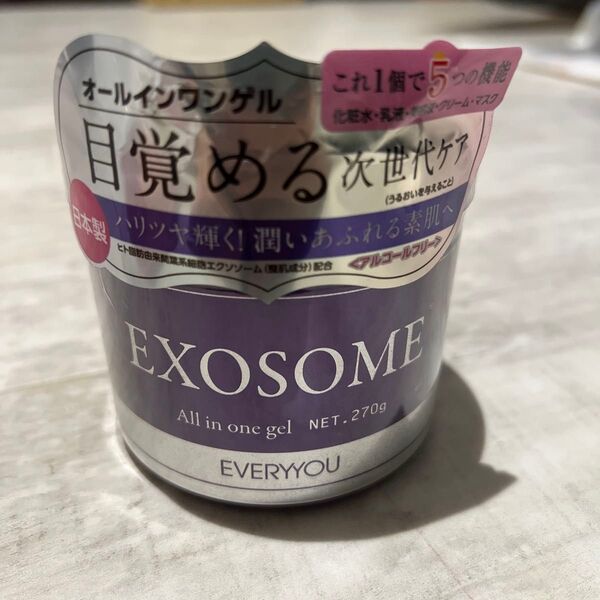 オールインワンゲル
これ1個で5つの機能
化粧水・乳液・美容液・クリーム・マスク
目覚める次世代ケア
(うるおいを与えること)
日本製
ハリツヤ輝く!潤いあふれる素肌へ
ヒト脂肪由来間葉系細胞エクソソーム(整肌成分)配合
<アルコールフリー>
EXOSOME
All in one gel NET.270g
EVERYYOU